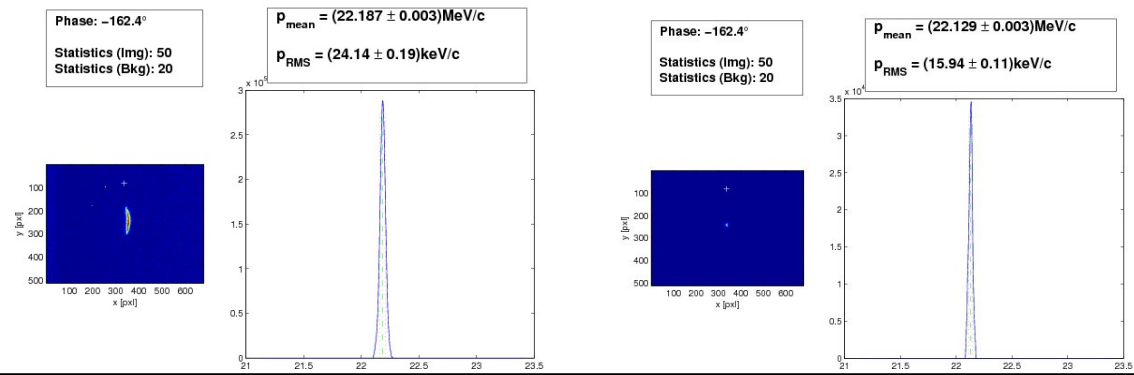 Phase: −162.4°
Statistics (Img): 50
Statistics (Bkg): 20
p_mean = (22.187 ± 0.003)MeV/c
p_RMS = (24.14 ± 0.19)keV/c
x 10^5
3
2.5
2
1.5
1
0.5
0
21 21.5 22 22.5 23 23.5
y [pxl]
100
200
300
400
500
100 200 300 400 500 600
x [pxl]
Phase: −162.4°
Statistics (Img): 50
Statistics (Bkg): 20
p_mean = (22.129 ± 0.003)MeV/c
p_RMS = (15.94 ± 0.11)keV/c
x 10^4
3.5
3
2.5
2
1.5
1
0.5
0
21 21.5 22 22.5 23 23.5
y [pxl]
100
200
300
400
500
100 200 300 400 500 600
x [pxl]